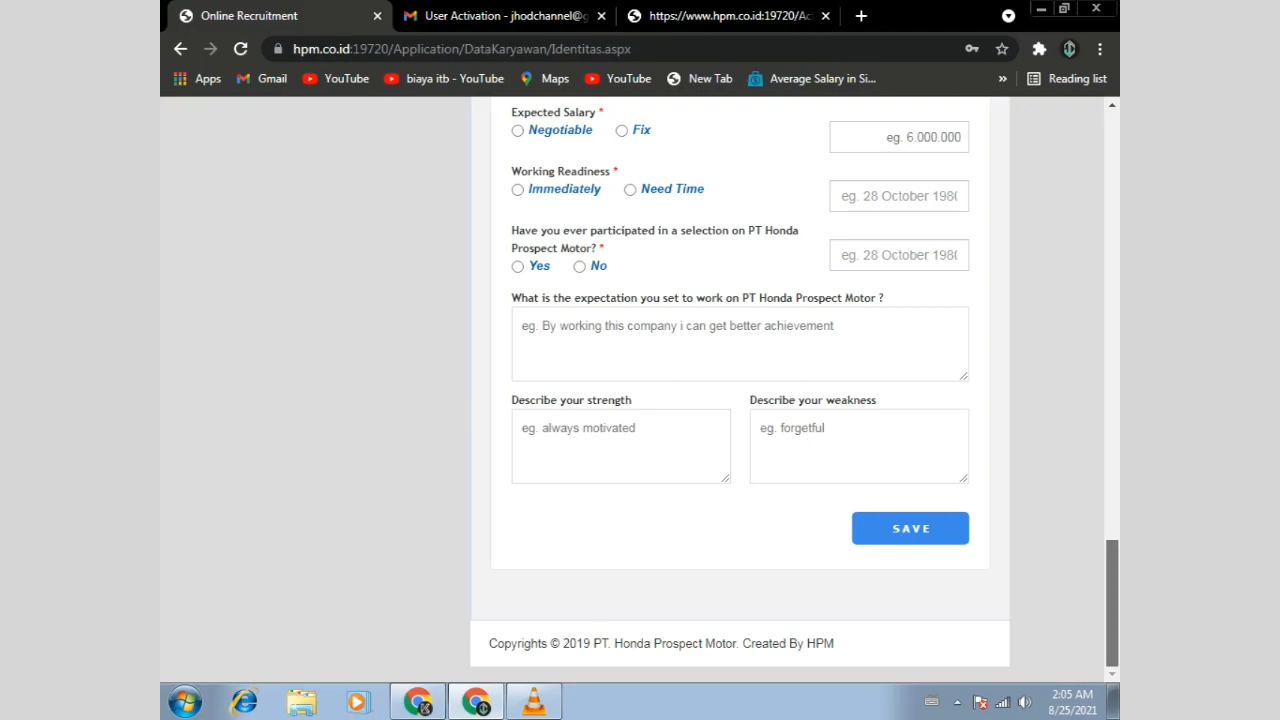 Online Recruitment
User Activation - jhodchannel@g
https://www.hpm.co.id:19720/Ac
hpm.co.id:19720/Application/DataKaryawan/Identitas.aspx
Apps
Gmail
YouTube
biaya itb - YouTube
Maps
YouTube
New Tab
Average Salary in Si...
»
Reading list
Expected Salary *
Negotiable
Fix
eg. 6.000.000
Working Readiness *
Immediately
Need Time
eg. 28 October 198
Have you ever participated in a selection on PT Honda
Prospect Motor? *
Yes
No
eg. 28 October 198
What is the expectation you set to work on PT Honda Prospect Motor ?
eg. By working this company i can get better achievement
Describe your strength
Describe your weakness
eg. always motivated
eg. forgetful
SAVE
Copyrights © 2019 PT. Honda Prospect Motor. Created By HPM
2:05 AM
8/25/2021